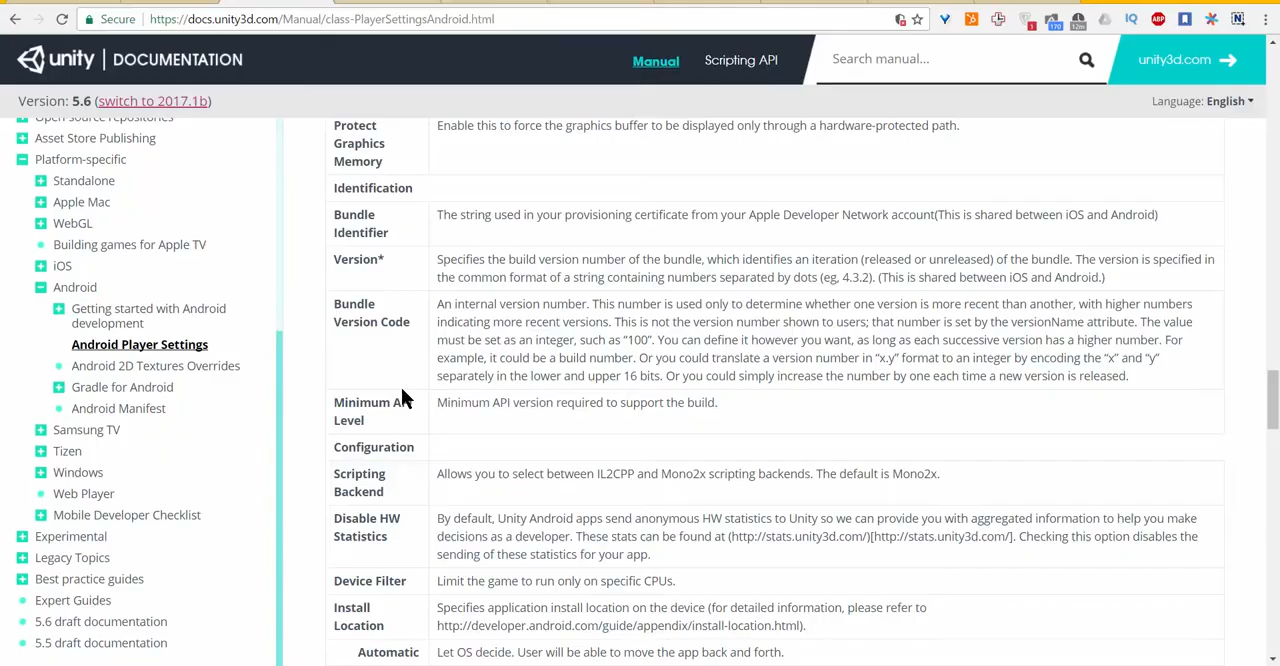 Secure
https://docs.unity3d.com/Manual/class-PlayerSettingsAndroid.html
1
170
12m
IQ
ABP
N
unity | DOCUMENTATION
Manual
Scripting API
Search manual...
unity3d.com
Version: 5.6 (switch to 2017.1b)
Language: English
Open-source repositories
Asset Store Publishing
Platform-specific
Standalone
Apple Mac
WebGL
Building games for Apple TV
iOS
Android
Getting started with Android
development
Android Player Settings
Android 2D Textures Overrides
Gradle for Android
Android Manifest
Samsung TV
Tizen
Windows
Web Player
Mobile Developer Checklist
Experimental
Legacy Topics
Best practice guides
Expert Guides
5.6 draft documentation
5.5 draft documentation
Protect
Graphics
Memory
Enable this to force the graphics buffer to be displayed only through a hardware-protected path.
Identification
Bundle
Identifier
The string used in your provisioning certificate from your Apple Developer Network account(This is shared between iOS and Android)
Version*
Specifies the build version number of the bundle, which identifies an iteration (released or unreleased) of the bundle. The version is specified in
the common format of a string containing numbers separated by dots (eg, 4.3.2). (This is shared between iOS and Android.)
Bundle
Version Code
An internal version number. This number is used only to determine whether one version is more recent than another, with higher numbers
indicating more recent versions. This is not the version number shown to users; that number is set by the versionName attribute. The value
must be set as an integer, such as “100”. You can define it however you want, as long as each successive version has a higher number. For
example, it could be a build number. Or you could translate a version number in “x.y” format to an integer by encoding the “x” and “y”
separately in the lower and upper 16 bits. Or you could simply increase the number by one each time a new version is released.
Minimum
Level
Minimum API version required to support the build.
Configuration
Scripting
Backend
Allows you to select between IL2CPP and Mono2x scripting backends. The default is Mono2x.
Disable HW
Statistics
By default, Unity Android apps send anonymous HW statistics to Unity so we can provide you with aggregated information to help you make
decisions as a developer. These stats can be found at (http://stats.unity3d.com/)[http://stats.unity3d.com/]. Checking this option disables the
sending of these statistics for your app.
Device Filter
Limit the game to run only on specific CPUs.
Install
Location
Specifies application install location on the device (for detailed information, please refer to
http://developer.android.com/guide/appendix/install-location.html).
Automatic
Let OS decide. User will be able to move the app back and forth.